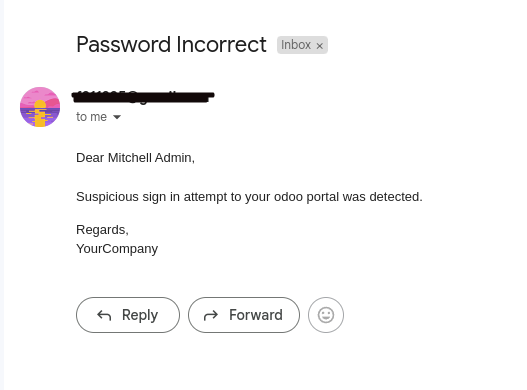 Password Incorrect Inbox ×
to me
Dear Mitchell Admin,
Suspicious sign in attempt to your odoo portal was detected.
Regards,
YourCompany
Reply Forward